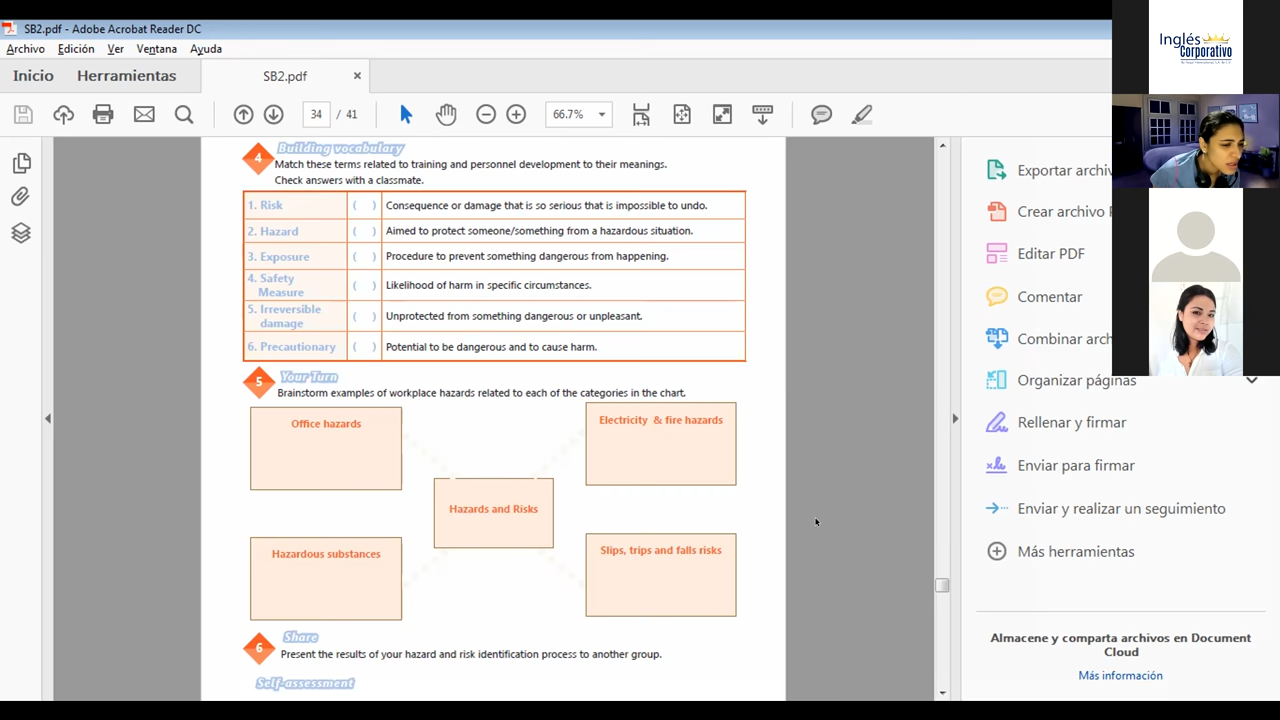 SB2.pdf - Adobe Acrobat Reader DC
Archivo Edición Ver Ventana Ayuda
Inicio Herramientas SB2.pdf ×
34 / 41 66.7%
4 Building vocabulary
Match these terms related to training and personnel development to their meanings.
Check answers with a classmate.
1. Risk ( ) Consequence or damage that is so serious that is impossible to undo.
2. Hazard ( ) Aimed to protect someone/something from a hazardous situation.
3. Exposure ( ) Procedure to prevent something dangerous from happening.
4. Safety Measure ( ) Likelihood of harm in specific circumstances.
5. Irreversible damage ( ) Unprotected from something dangerous or unpleasant.
6. Precautionary ( ) Potential to be dangerous and to cause harm.
5 Your Turn
Brainstorm examples of workplace hazards related to each of the categories in the chart.
Office hazards
Electricity & fire hazards
Hazards and Risks
Hazardous substances
Slips, trips and falls risks
6 Share
Present the results of your hazard and risk identification process to another group.
Self-assessment
Inglés
Corporativo
Exportar archiv
Crear archivo P
Editar PDF
Comentar
Combinar arch
Organizar páginas
Rellenar y firmar
Enviar para firmar
Enviar y realizar un seguimiento
Más herramientas
Almacene y comparta archivos en Document
Cloud
Más información